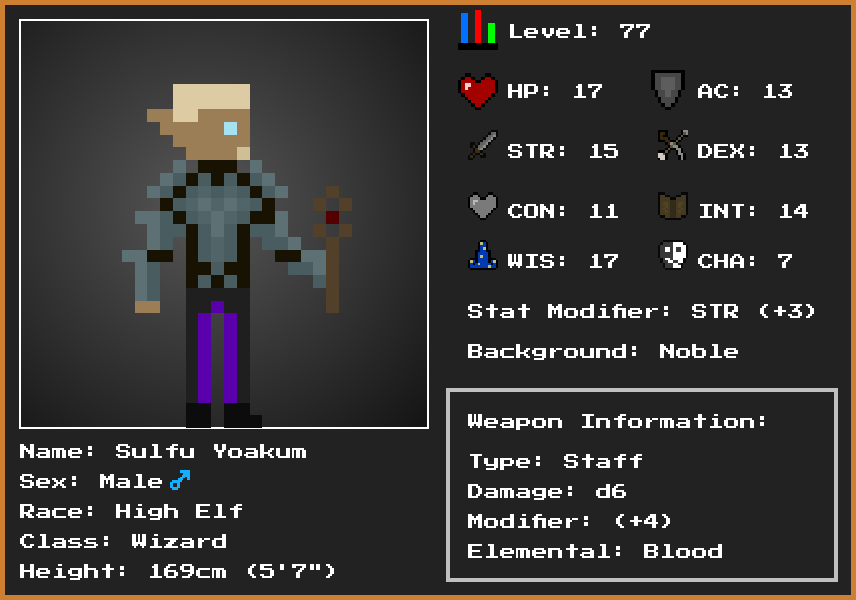 Level: 77
HP: 17
AC: 13
STR: 15
DEX: 13
CON: 11
INT: 14
WIS: 17
CHA: 7
Stat Modifier: STR (+3)
Background: Noble
Weapon Information:
Type: Staff
Damage: d6
Modifier: (+4)
Elemental: Blood
Name: Sulfu Yoakum
Sex: Male♂
Race: High Elf
Class: Wizard
Height: 169cm (5'7")